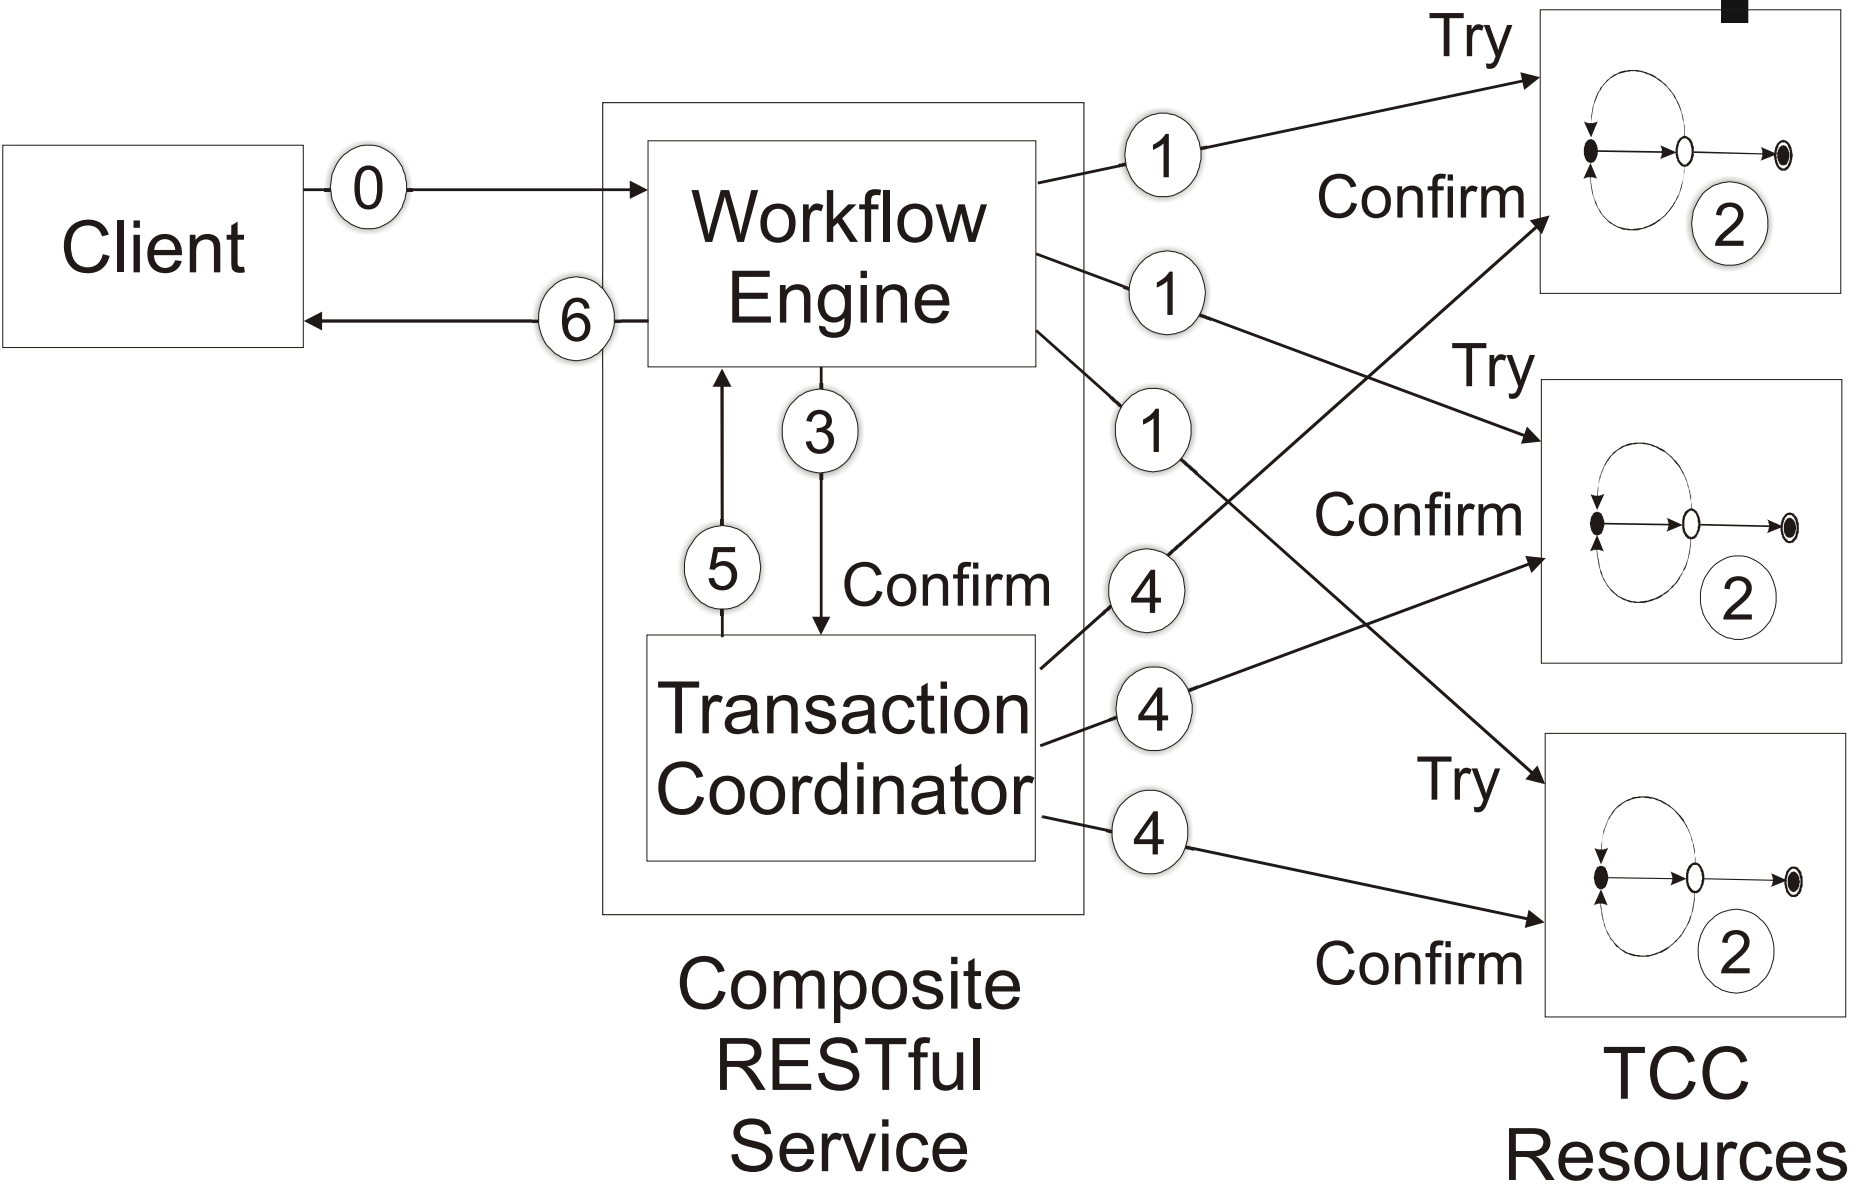 Client
0
6
Workflow
Engine
3
5
Confirm
Transaction
Coordinator
Composite
RESTful
Service
1
1
1
4
4
4
Try
Confirm
2
Try
Confirm
2
Try
Confirm
2
TCC
Resources